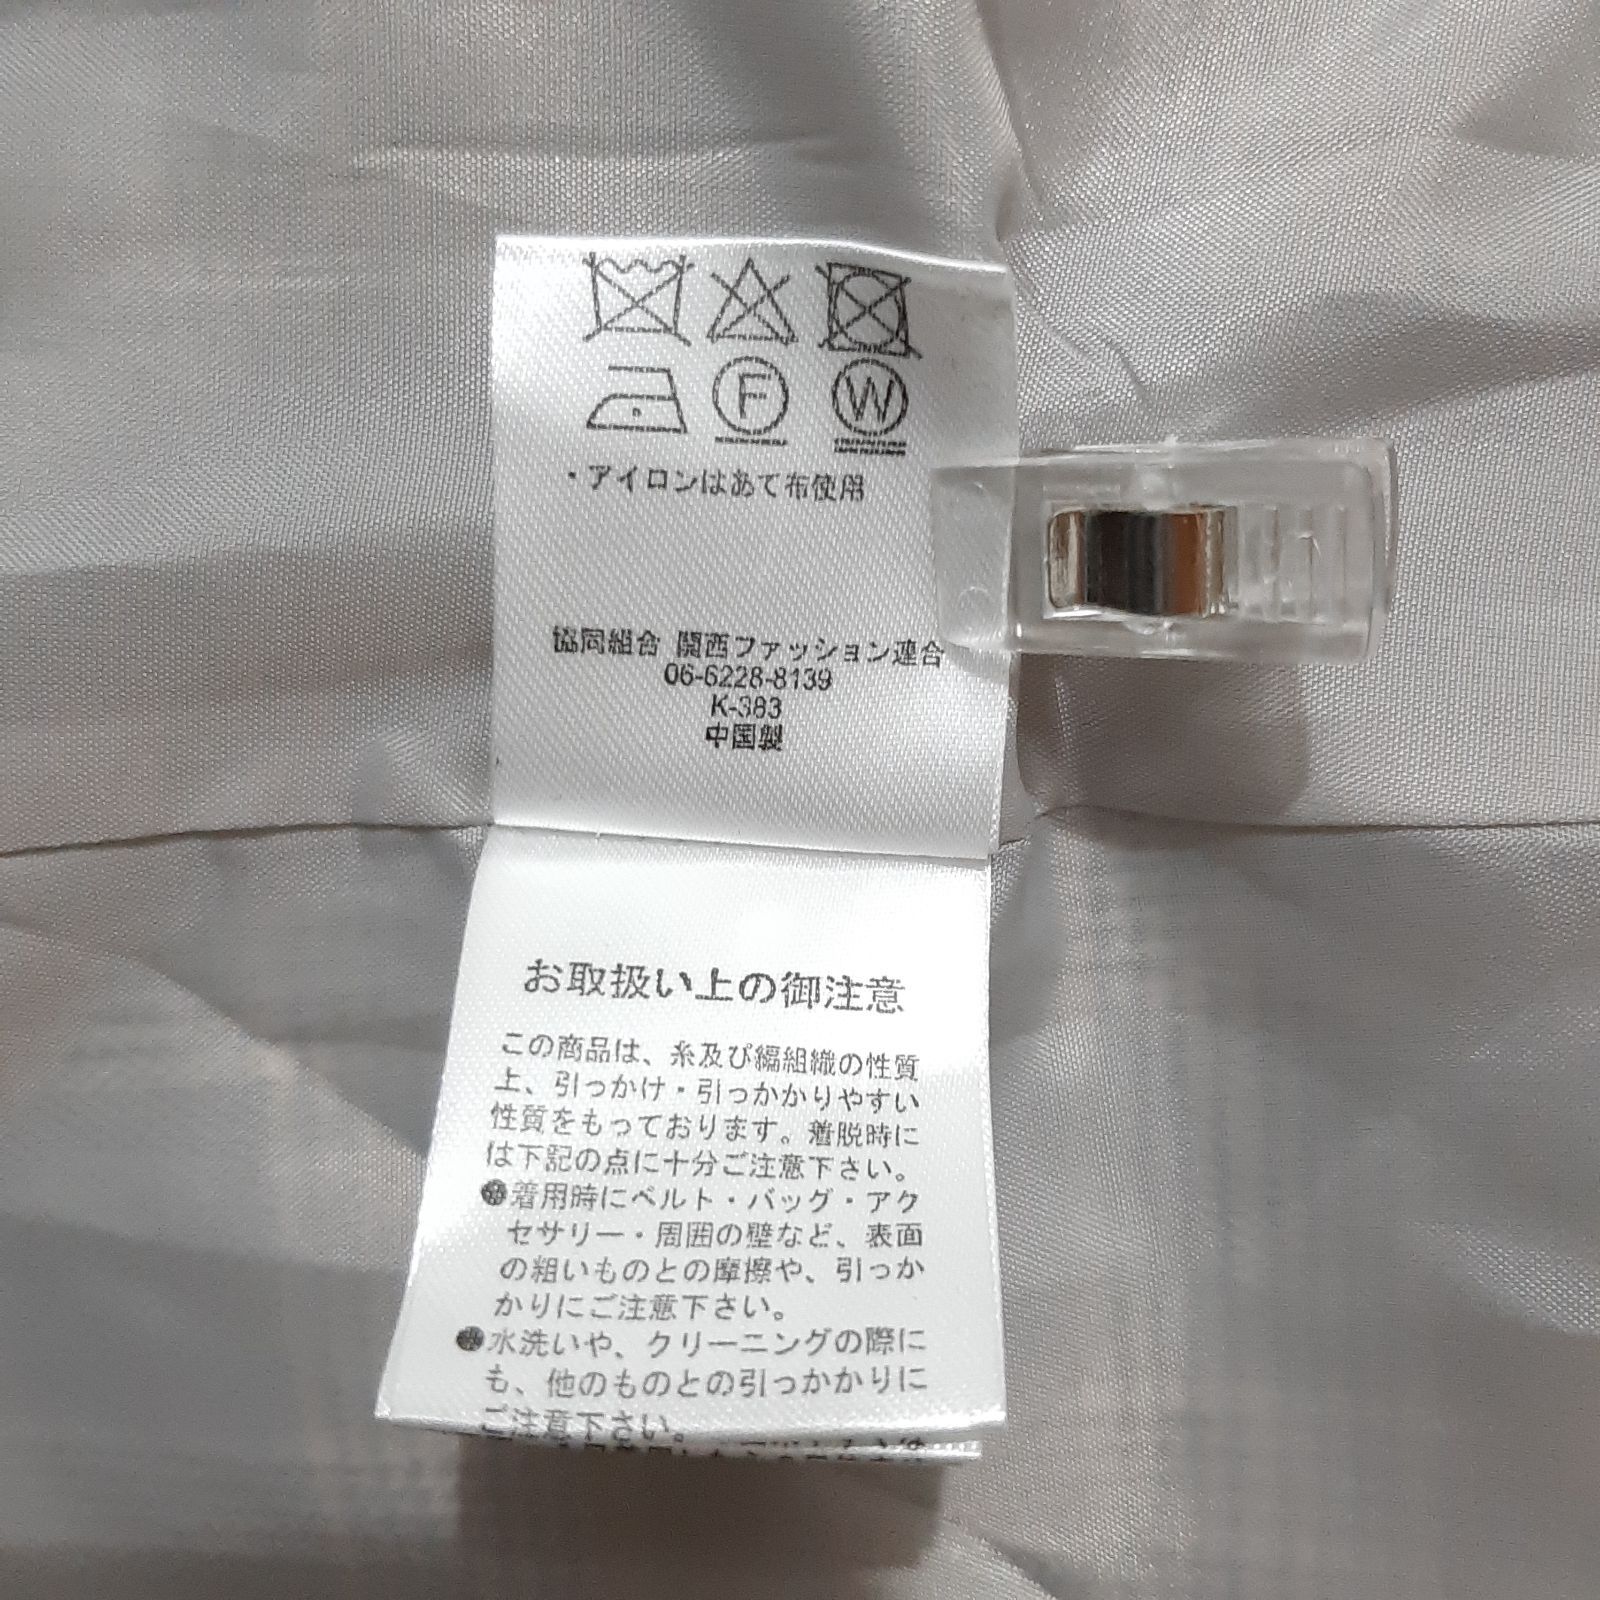 F
W
・アイロンはあて布使用
協同組合 関西ファッション連合
06-6228-8139
K-383
中国製
お取扱い上の御注意
この商品は、糸及び編組織の性質
上、引っかけ・引っかかりやすい
性質をもっております。着脱時に
は下記の点に十分ご注意下さい。
●着用時にベルト・バッグ・アク
セサリー・周囲の壁など、表面
の粗いものとの摩擦や、引っか
かりにご注意下さい。
●水洗いや、クリーニングの際に
も、他のものとの引っかかりに
ご注意下さい。